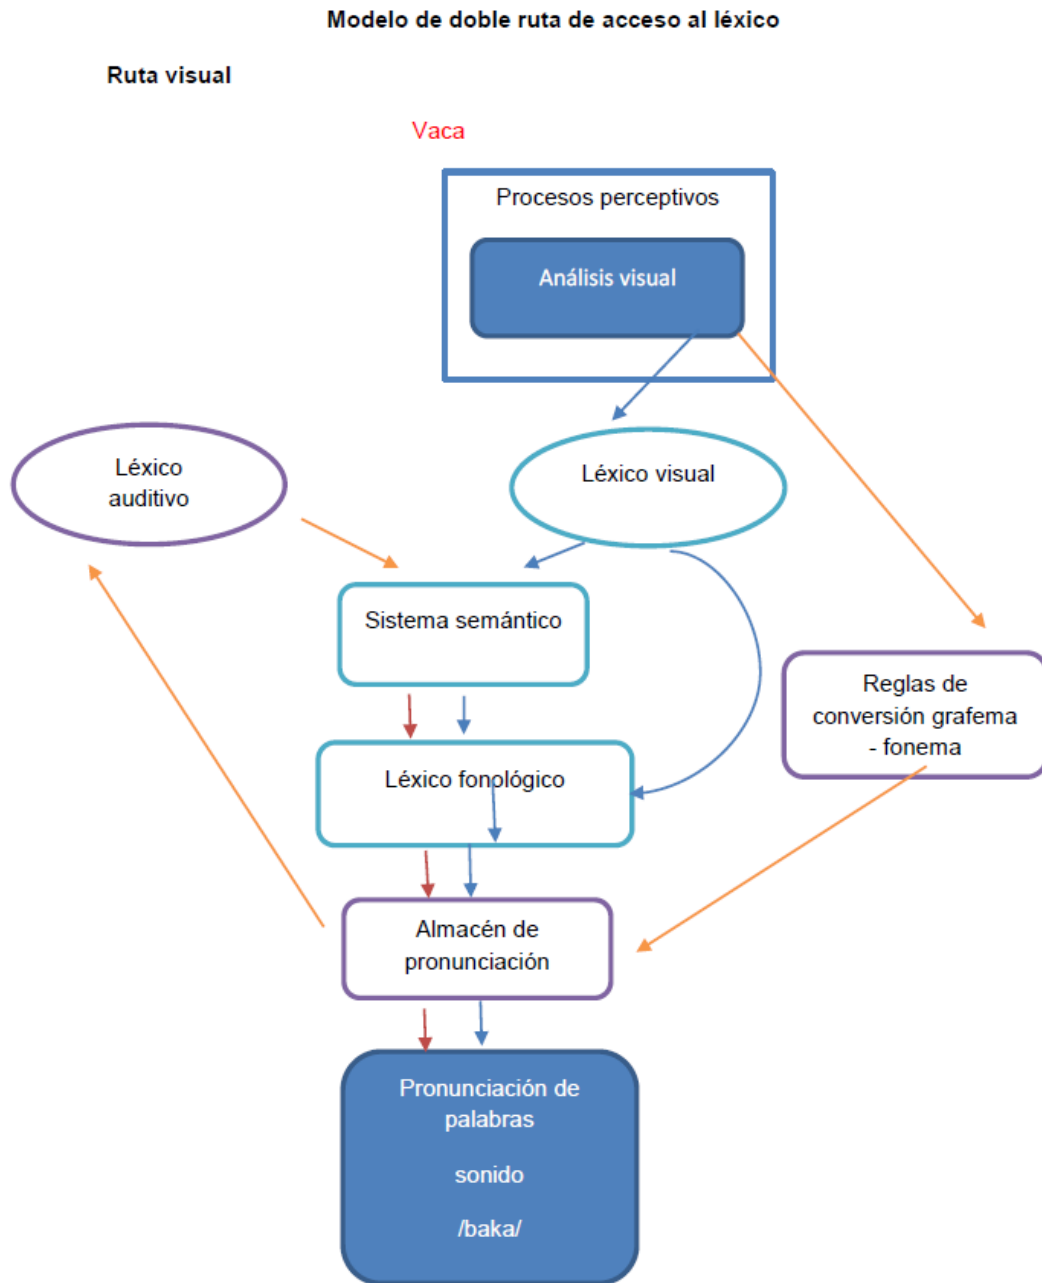 Modelo de doble ruta de acceso al léxico
Ruta visual
Vaca
Procesos perceptivos
Análisis visual
Léxico
auditivo
Léxico visual
Sistema semántico
Reglas de
conversión grafema
- fonema
Léxico fonológico
Almacén de
pronunciación
Pronunciación de
palabras
sonido
/baka/